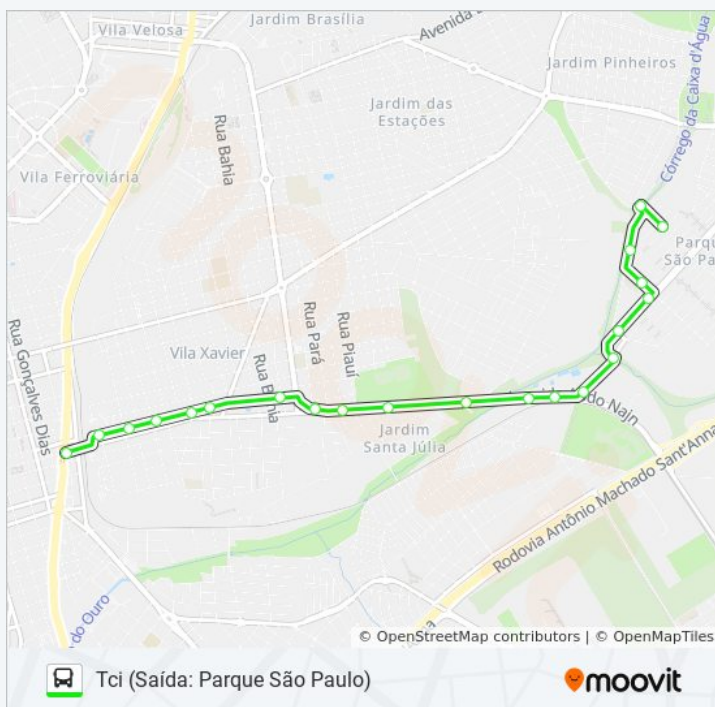 Jardim Brasília
Vila Velosa
Avenida
Jardim Pinheiros
Jardim das
Estações
Córrego da Caixa d'Água
Rua Bahia
Vila Ferroviária
Parqu
São Pa
Rua Gonçalves Dias
Rua Pará
Rua Piauí
Vila Xavier
Rua Bahia
do Najn
Jardim
Santa Júlia
Rodovia Antônio Machado Sant'Anna
do Ouro
© OpenStreetMap contributors | © OpenMapTiles
Tci (Saída: Parque São Paulo)
moovit